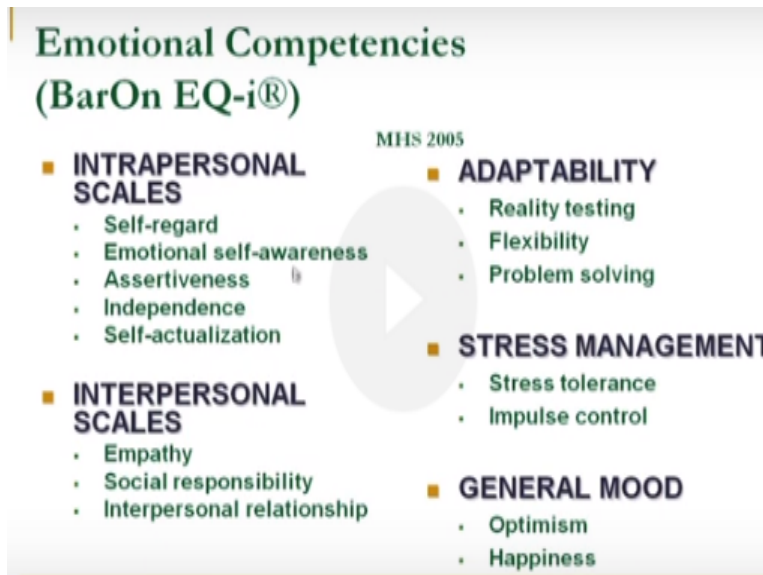 Emotional Competencies
(BarOn EQ-i®)
MHS 2005
INTRAPERSONAL
SCALES
Self-regard
Emotional self-awareness
Assertiveness
Independence
Self-actualization
INTERPERSONAL
SCALES
Empathy
Social responsibility
Interpersonal relationship
ADAPTABILITY
Reality testing
Flexibility
Problem solving
STRESS MANAGEMENT
Stress tolerance
Impulse control
GENERAL MOOD
Optimism
Happiness